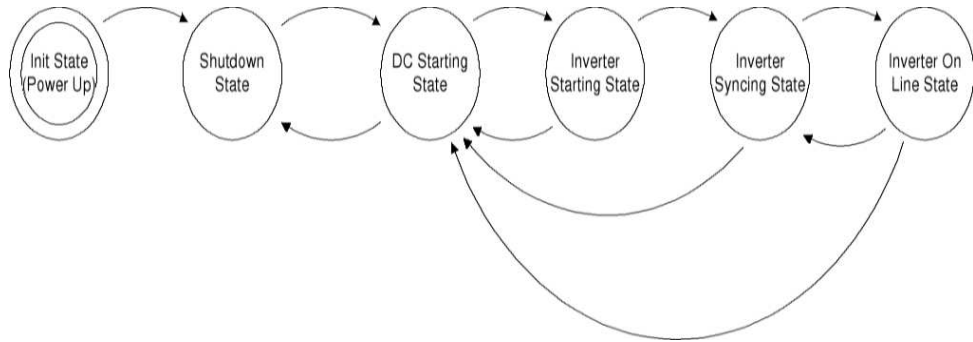 Init State
(Power Up)
Shutdown
State
DC Starting
State
Inverter
Starting State
Inverter
Syncing State
Inverter On
Line State